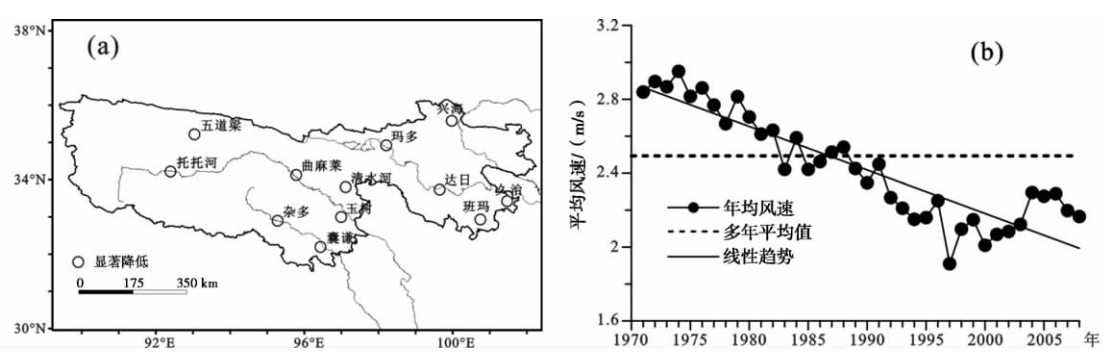 (a)
38°N
34°N
30°N
92°E
96°E
100°E
五道梁
托托河
曲麻莱
清水河
杂多
玉树
囊谦
玛多
兴海
达日
班玛
久治
显著降低
0 175 350 km
(b)
平均风速/（m/s）
3.2
2.8
2.4
2
1.6
年均风速
多年平均值
线性趋势
1970 1975 1980 1985 1990 1995 2000 2005 年